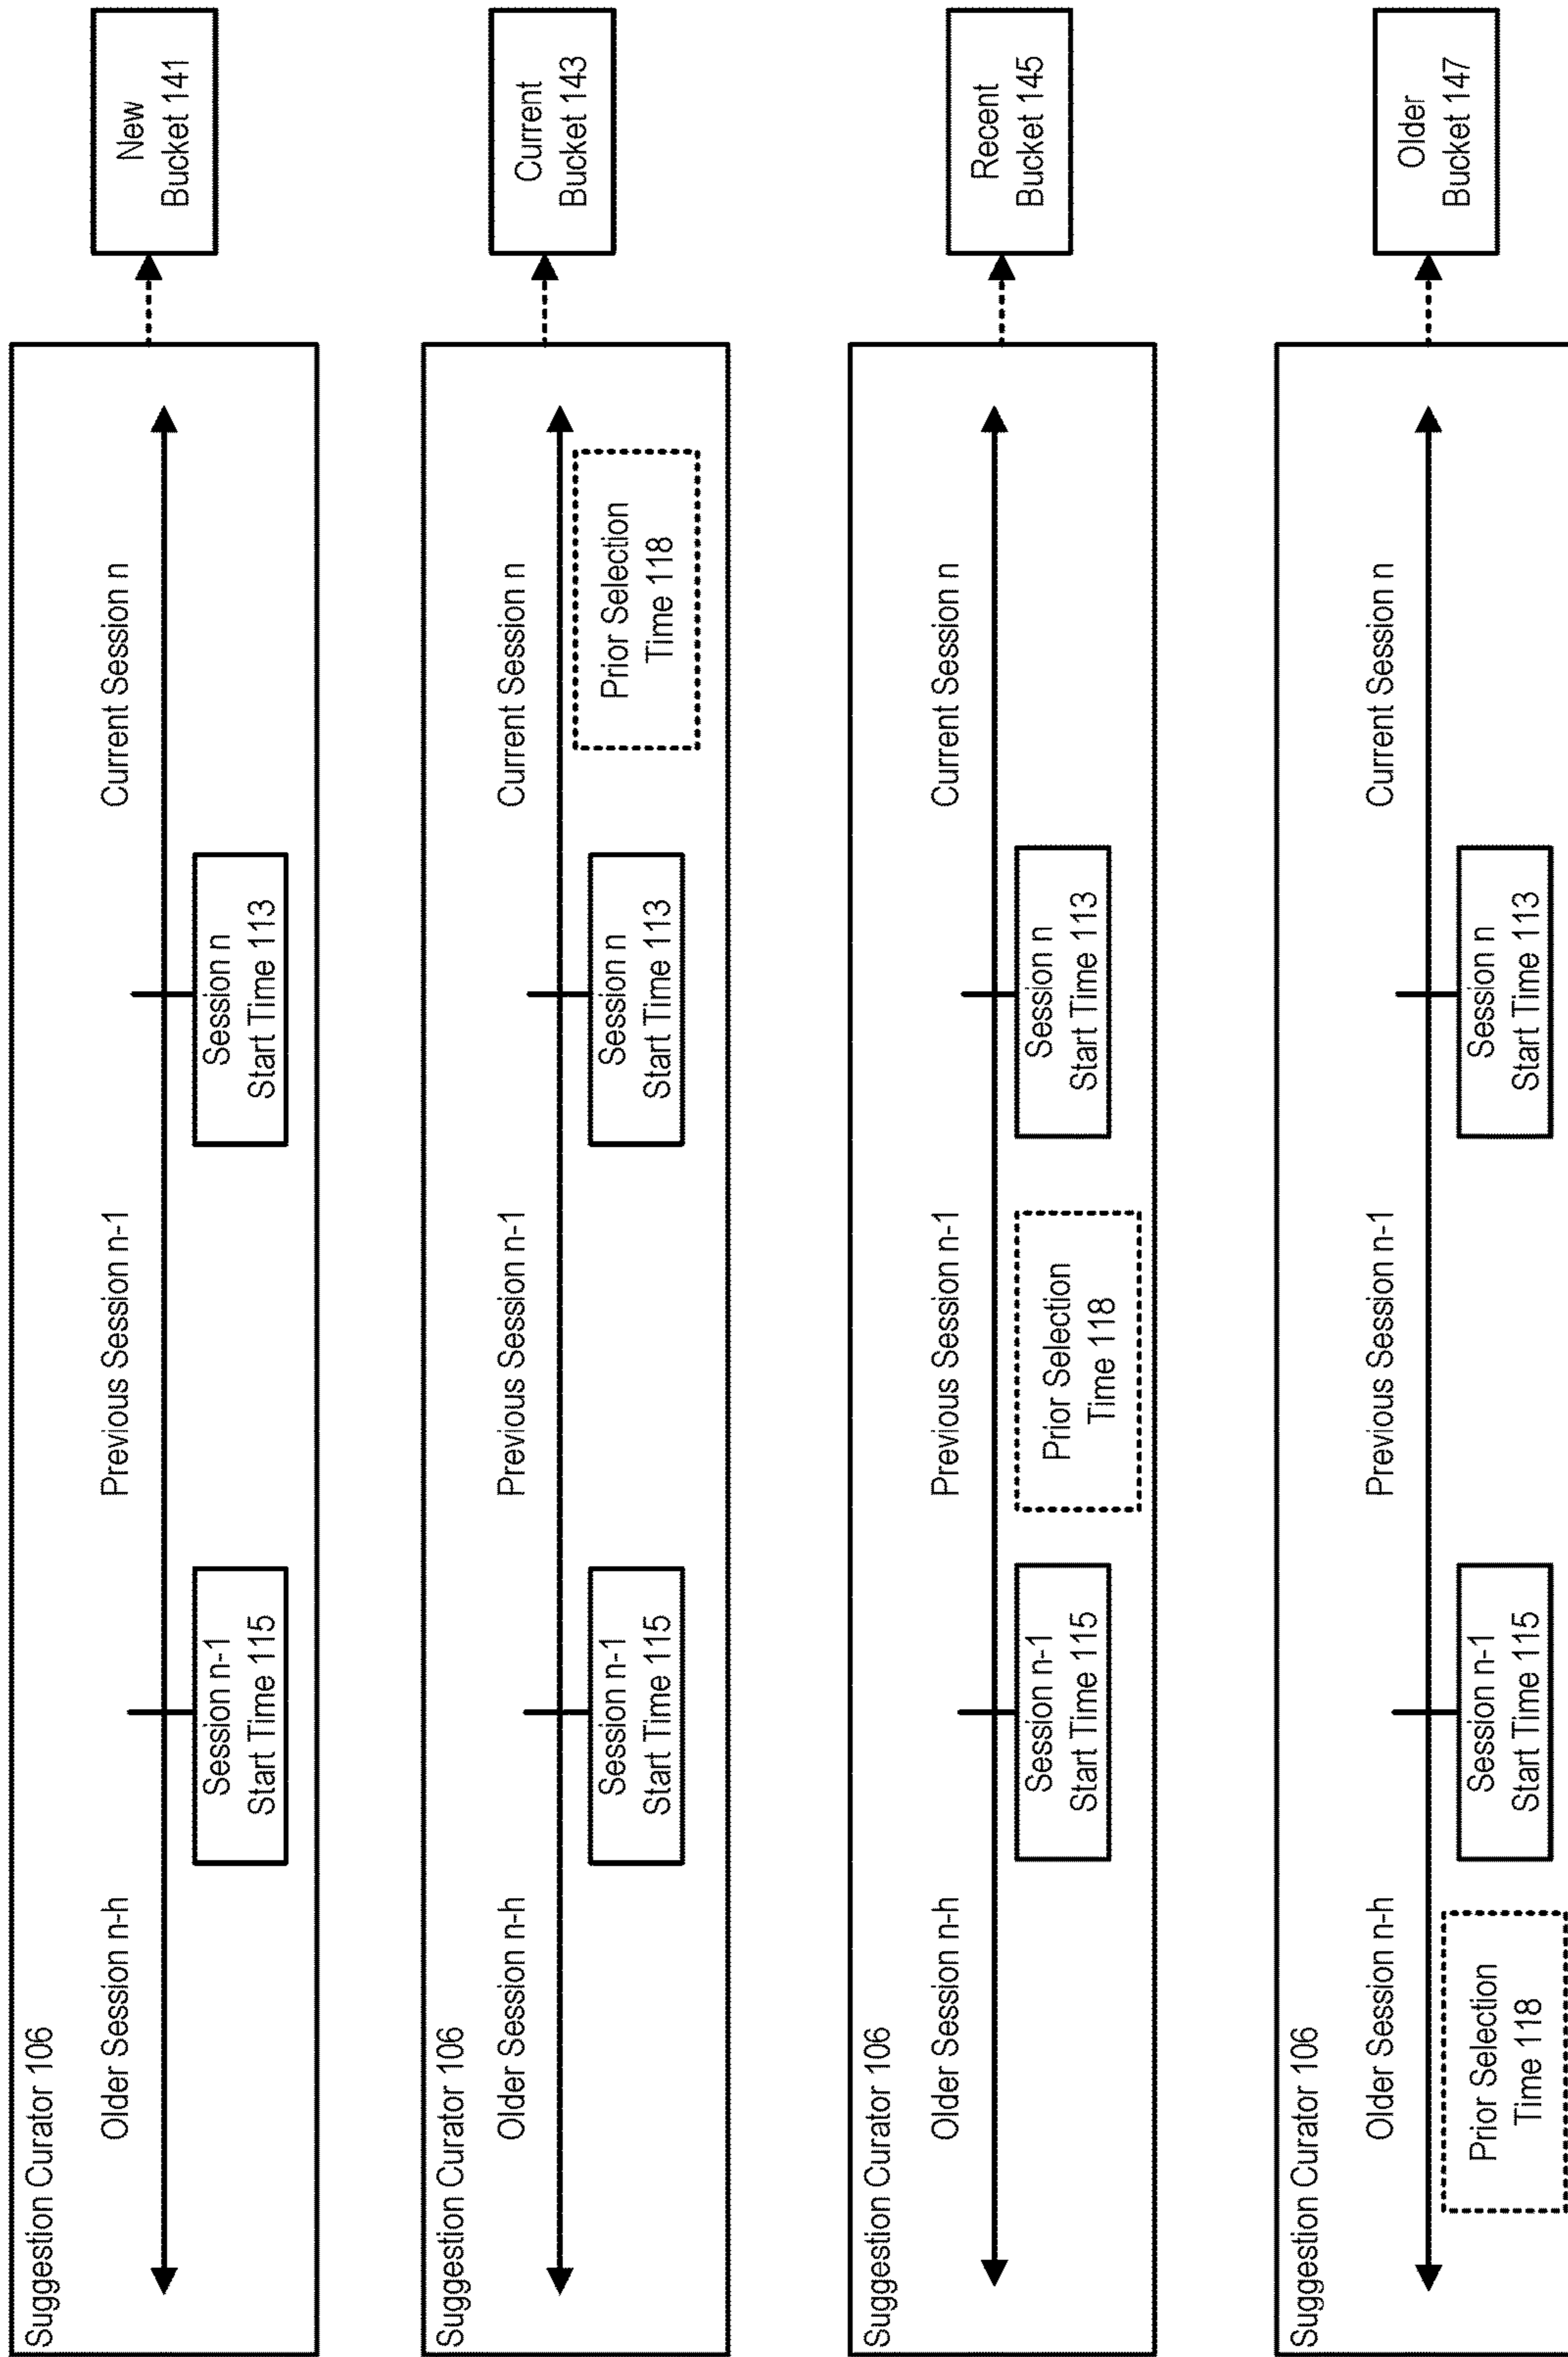 Suggestion Curator 106
Older Session n-h
Previous Session n-1
Current Session n
Session n-1
Start Time 115
Session n
Start Time 113
New
Bucket 141
Suggestion Curator 106
Older Session n-h
Previous Session n-1
Current Session n
Session n-1
Start Time 115
Session n
Start Time 113
Prior Selection
Time 118
Current
Bucket 143
Suggestion Curator 106
Older Session n-h
Previous Session n-1
Current Session n
Session n-1
Start Time 115
Prior Selection
Time 118
Session n
Start Time 113
Recent
Bucket 145
Suggestion Curator 106
Older Session n-h
Previous Session n-1
Current Session n
Prior Selection
Time 118
Session n-1
Start Time 115
Session n
Start Time 113
Older
Bucket 147